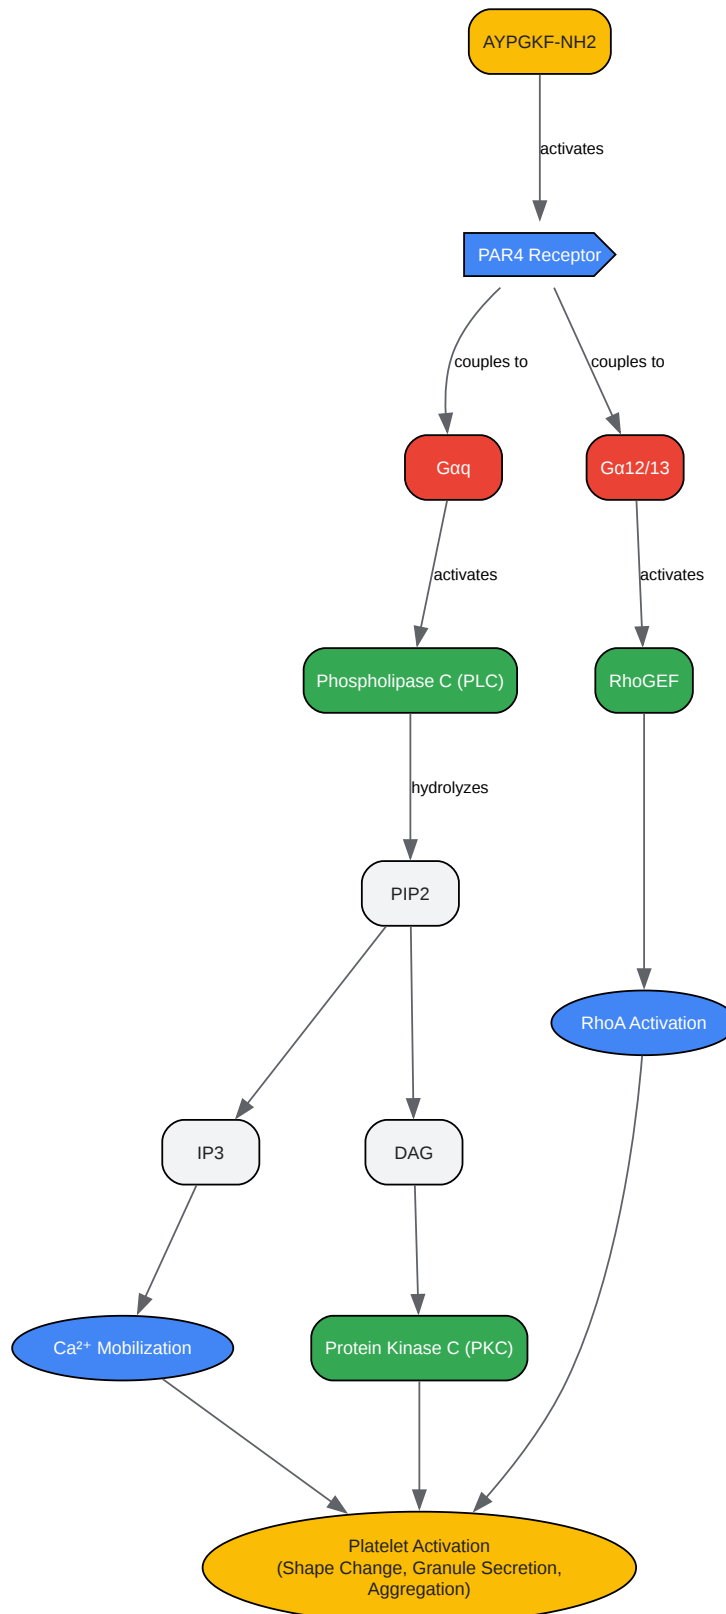 AYPGKF-NH2
activates
PAR4 Receptor
couples to
couples to
Gαq
Gα12/13
activates
activates
Phospholipase C (PLC)
RhoGEF
hydrolyzes
PIP2
RhoA Activation
IP3
DAG
Ca²⁺ Mobilization
Protein Kinase C (PKC)
Platelet Activation
(Shape Change, Granule Secretion,
Aggregation)